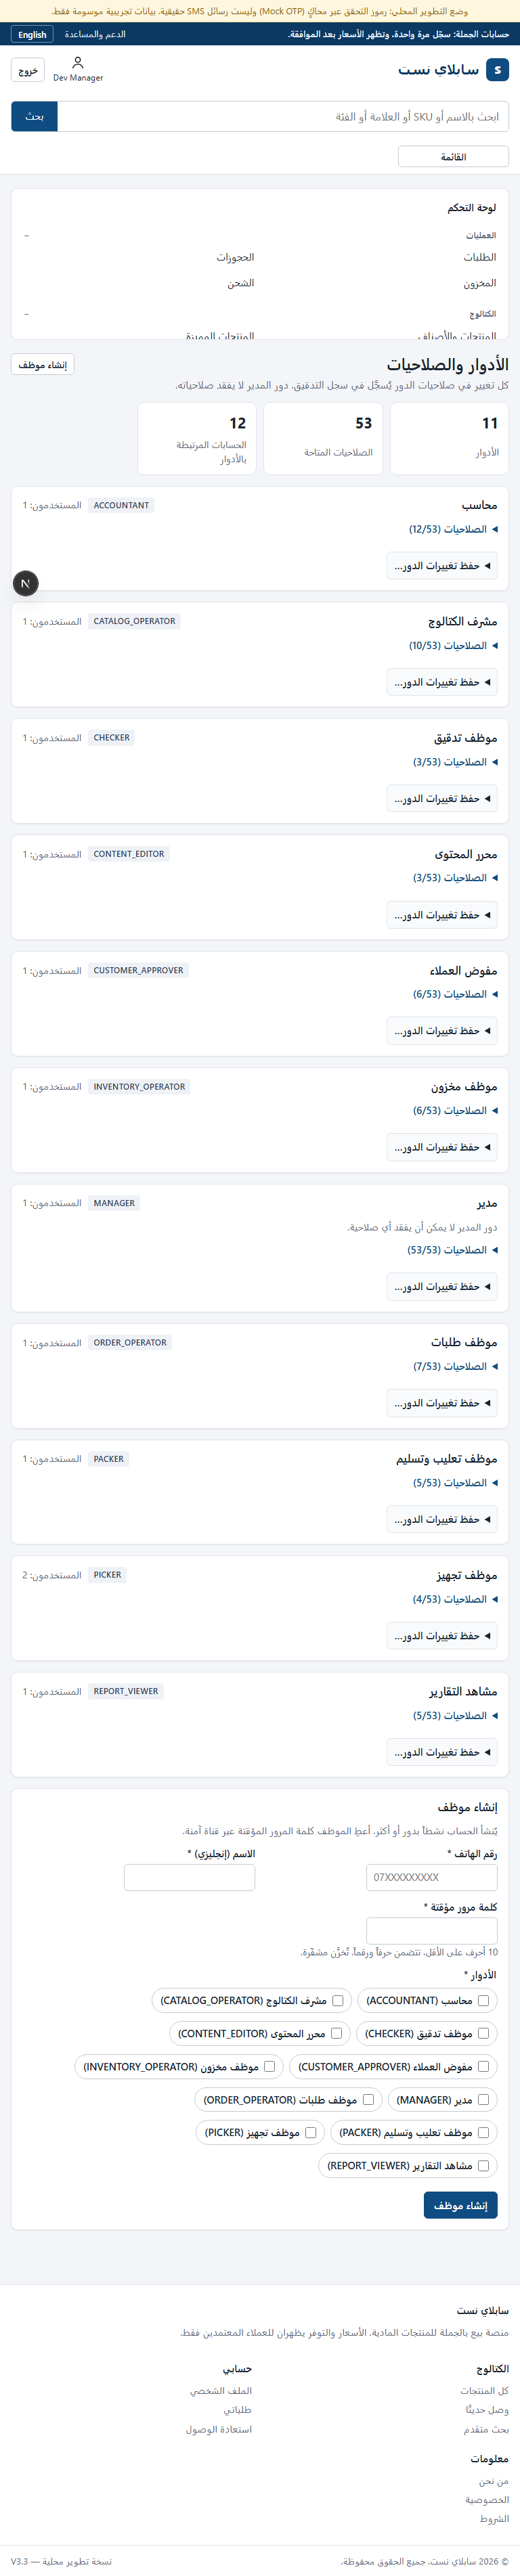 وضع التطوير المحلي: رموز التحقق عبر محاكٍ (Mock OTP) وليست رسائل SMS حقيقية. بيانات تجريبية موسومة فقط.
حسابات الجملة: سجّل مرة واحدة، وتظهر الأسعار بعد الموافقة.
الدعم والمساعدة
English
S
سابلاي نست
Dev Manager
خروج
ابحث بالاسم أو SKU أو العلامة أو الفئة
بحث
القائمة
لوحة التحكم
العمليات –
الطلبات
الحجوزات
المخزون
الشحن
الكتالوج –
المنتجات والأصناف
المنتجات المميزة
الأدوار والصلاحيات
إنشاء موظف
كل تغيير في صلاحيات الدور يُسجَّل في سجل التدقيق. دور المدير لا يفقد صلاحياته.
11
الأدوار
53
الصلاحيات المتاحة
12
الحسابات المرتبطة بالأدوار
محاسب
ACCOUNTANT
المستخدمون: 1
الصلاحيات (12/53)
حفظ تغييرات الدور...
N
مشرف الكتالوج
CATALOG_OPERATOR
المستخدمون: 1
الصلاحيات (10/53)
حفظ تغييرات الدور...
موظف تدقيق
CHECKER
المستخدمون: 1
الصلاحيات (3/53)
حفظ تغييرات الدور...
محرر المحتوى
CONTENT_EDITOR
المستخدمون: 1
الصلاحيات (3/53)
حفظ تغييرات الدور...
مفوض العملاء
CUSTOMER_APPROVER
المستخدمون: 1
الصلاحيات (6/53)
حفظ تغييرات الدور...
موظف مخزون
INVENTORY_OPERATOR
المستخدمون: 1
الصلاحيات (6/53)
حفظ تغييرات الدور...
مدير
MANAGER
المستخدمون: 1
دور المدير لا يمكن أن يفقد أي صلاحية.
الصلاحيات (53/53)
حفظ تغييرات الدور...
موظف طلبات
ORDER_OPERATOR
المستخدمون: 1
الصلاحيات (7/53)
حفظ تغييرات الدور...
موظف تعليب وتسليم
PACKER
المستخدمون: 1
الصلاحيات (5/53)
حفظ تغييرات الدور...
موظف تجهيز
PICKER
المستخدمون: 2
الصلاحيات (4/53)
حفظ تغييرات الدور...
مشاهد التقارير
REPORT_VIEWER
المستخدمون: 1
الصلاحيات (5/53)
حفظ تغييرات الدور...
إنشاء موظف
يُنشأ الحساب نشطاً بدور أو أكثر. أعطِ الموظف كلمة المرور المؤقتة عبر قناة آمنة.
رقم الهاتف *
الاسم (إنجليزي) *
07XXXXXXXXX
كلمة مرور مؤقتة *
10 أحرف على الأقل، تتضمن حرفاً ورقماً. تُخزَّن مشفّرة.
الأدوار *
محاسب (ACCOUNTANT)
مشرف الكتالوج (CATALOG_OPERATOR)
موظف تدقيق (CHECKER)
محرر المحتوى (CONTENT_EDITOR)
مفوض العملاء (CUSTOMER_APPROVER)
موظف مخزون (INVENTORY_OPERATOR)
مدير (MANAGER)
موظف طلبات (ORDER_OPERATOR)
موظف تعليب وتسليم (PACKER)
موظف تجهيز (PICKER)
مشاهد التقارير (REPORT_VIEWER)
إنشاء موظف
سابلاي نست
منصة بيع بالجملة للمنتجات المادية. الأسعار والتوفر يظهران للعملاء المعتمدين فقط.
الكتالوج
كل المنتجات
وصل حديثًا
بحث متقدم
حسابي
الملف الشخصي
طلباتي
استعادة الوصول
معلومات
من نحن
الخصوصية
الشروط
© 2026 سابلاي نست. جميع الحقوق محفوظة.
نسخة تطوير محلية — V3.3